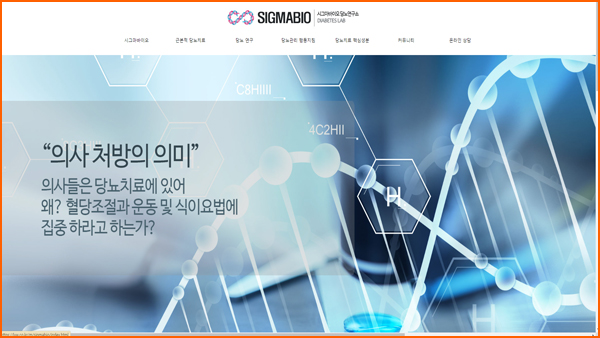 SIGMABIO
시그마바이오 당뇨연구소
DIABETES LAB
시그마바이오
근본적 당뇨치료
당뇨 연구
당뇨관리 행동지침
당뇨치료 핵심성분
커뮤니티
온라인 상담
C8HIIII
4C2HII
H
“의사 처방의 의미”
의사들은 당뇨치료에 있어
왜? 혈당조절과 운동 및 식이요법에
집중 하라고 하는가?
H